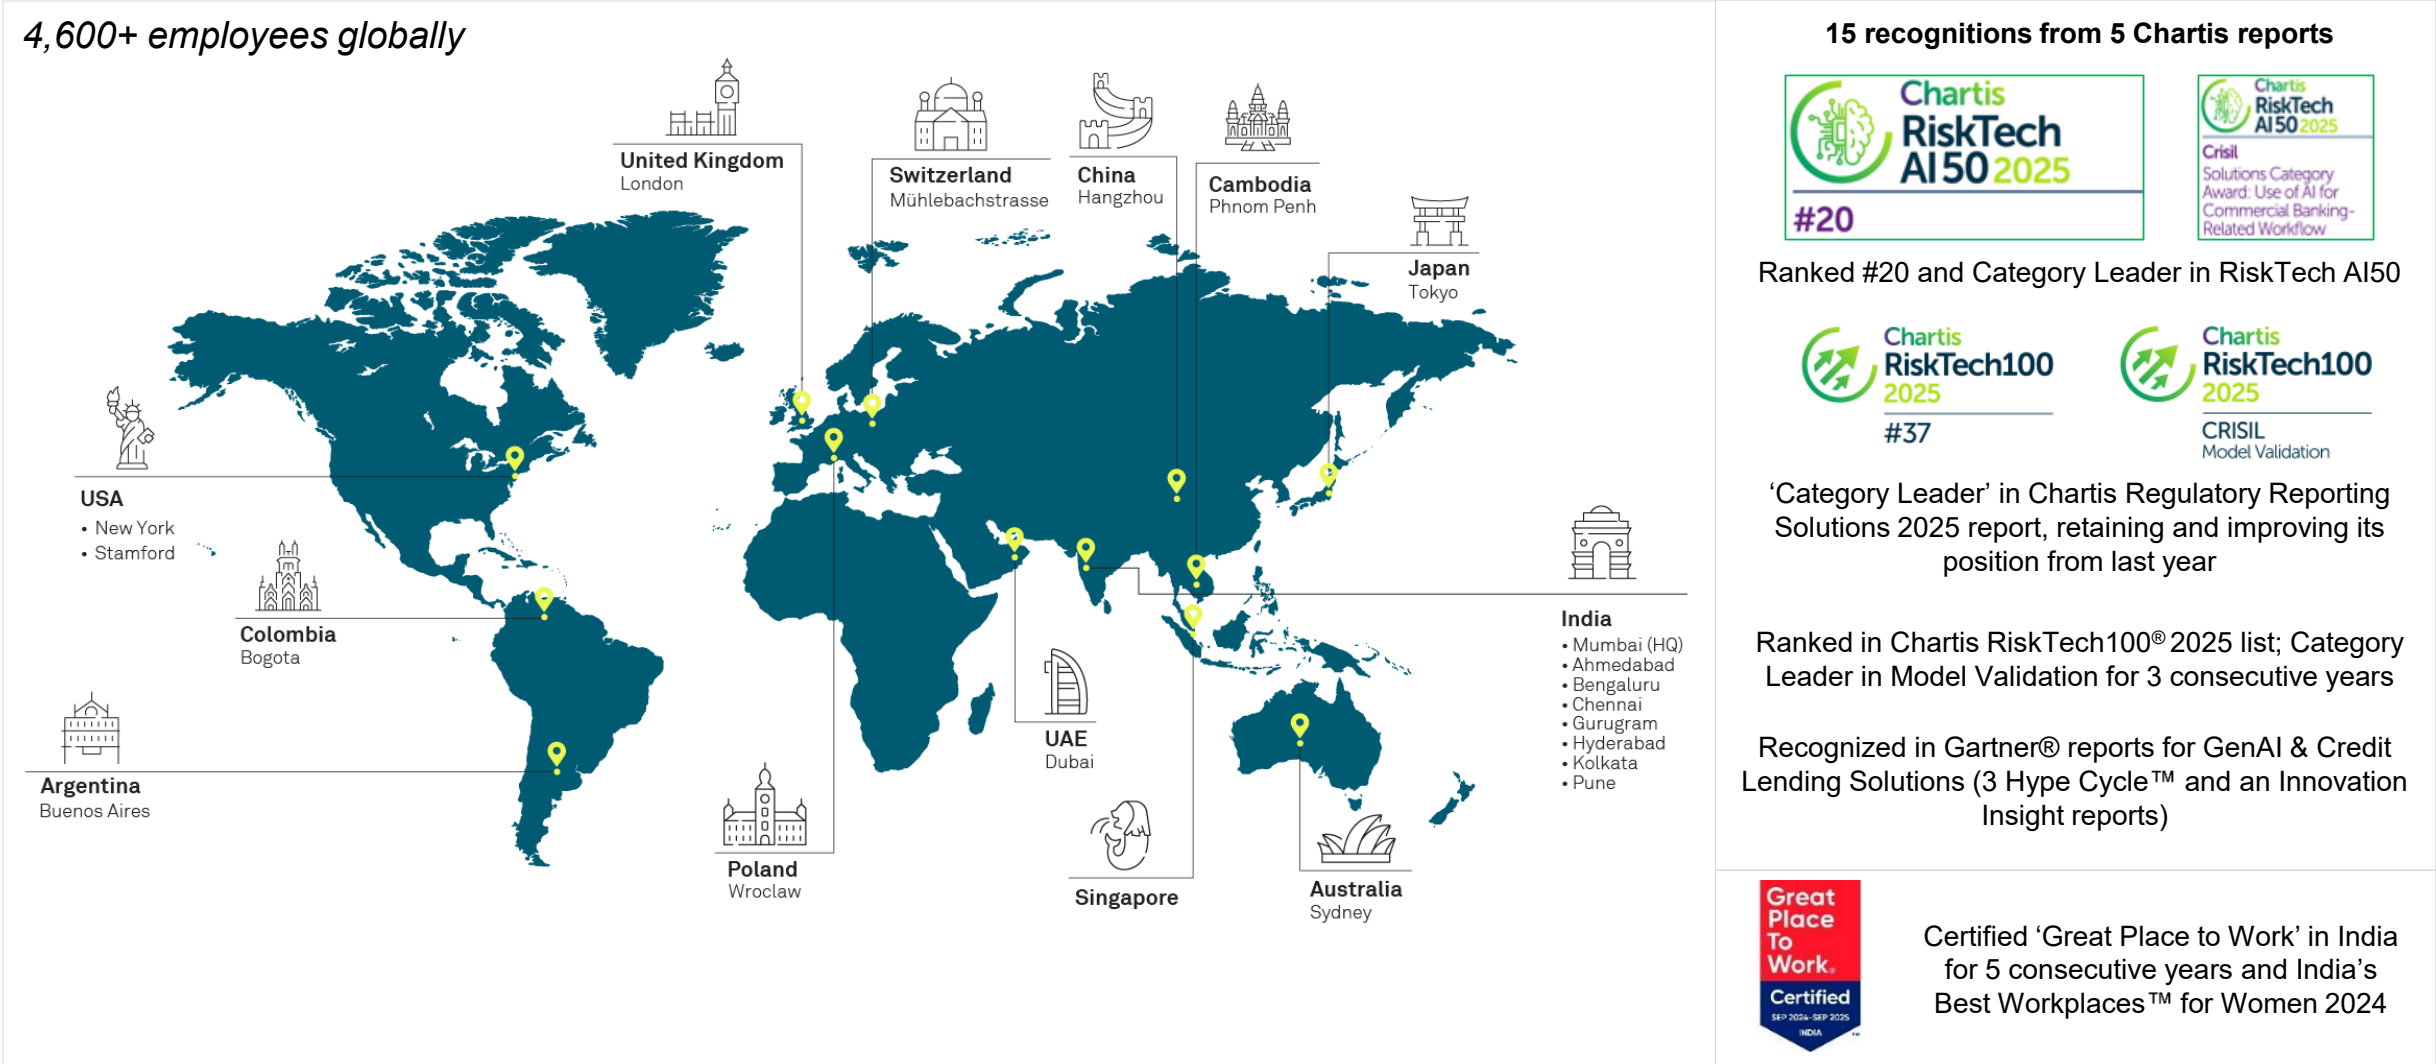 4,600+ employees globally
United Kingdom
London
Switzerland
Mühlebachstrasse
China
Hangzhou
Cambodia
Phnom Penh
Japan
Tokyo
USA
• New York
• Stamford
Colombia
Bogota
Argentina
Buenos Aires
Poland
Wroclaw
UAE
Dubai
Singapore
Australia
Sydney
India
• Mumbai (HQ)
• Ahmedabad
• Bengaluru
• Chennai
• Gurugram
• Hyderabad
• Kolkata
• Pune
15 recognitions from 5 Chartis reports
Chartis
RiskTech
AI50 2025
#20
Chartis
RiskTech
AI50 2025
Crisil
Solutions Category
Award: Use of AI for
Commercial Banking-
Related Workflow
Ranked #20 and Category Leader in RiskTech AI50
Chartis
RiskTech100
2025
#37
Chartis
RiskTech100
2025
CRISIL
Model Validation
‘Category Leader’ in Chartis Regulatory Reporting
Solutions 2025 report, retaining and improving its
position from last year
Ranked in Chartis RiskTech100® 2025 list; Category
Leader in Model Validation for 3 consecutive years
Recognized in Gartner® reports for GenAI & Credit
Lending Solutions (3 Hype Cycle™ and an Innovation
Insight reports)
Great
Place
To
Work®
Certified
SEP 2024-SEP 2025
INDIA
™
Certified ‘Great Place to Work’ in India
for 5 consecutive years and India’s
Best Workplaces™ for Women 2024